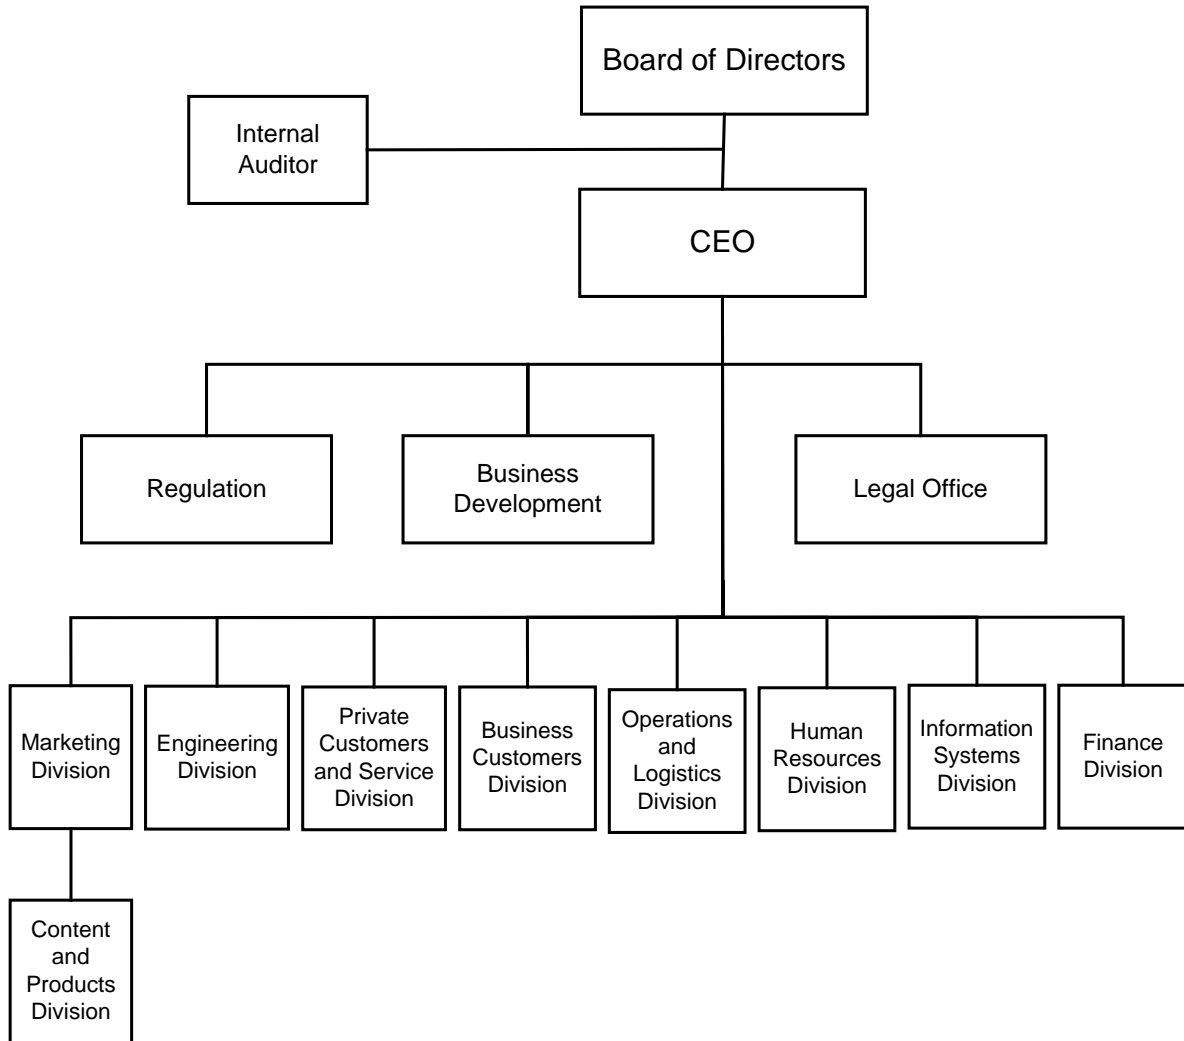 Board of Directors
Internal
Auditor
CEO
Regulation
Business
Development
Legal Office
Marketing
Division
Engineering
Division
Private
Customers
and Service
Division
Business
Customers
Division
Operations
and
Logistics
Division
Human
Resources
Division
Information
Systems
Division
Finance
Division
Content
and
Products
Division